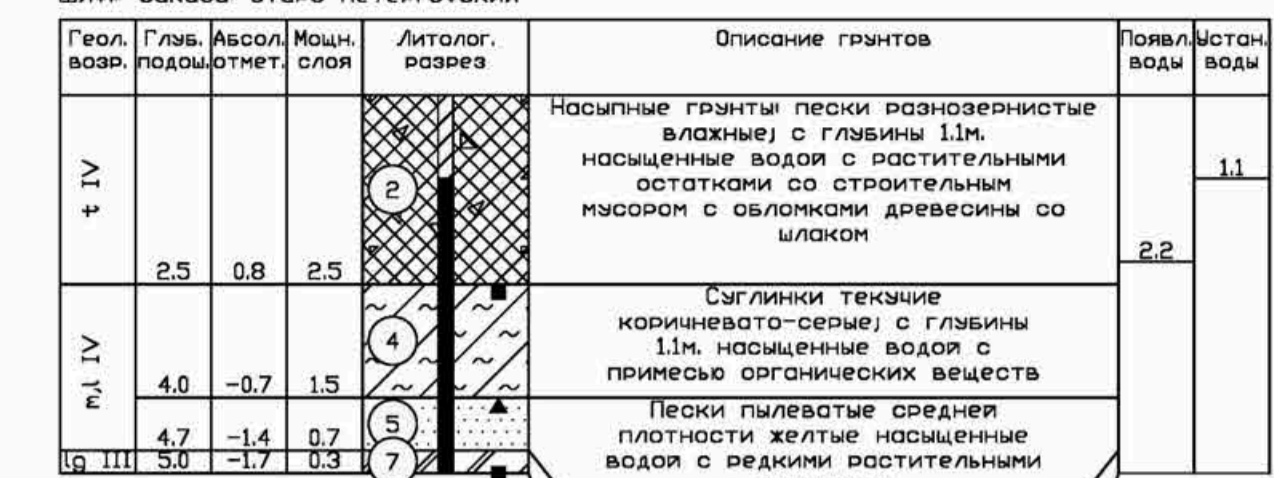 Геол. возр.
Глуб. подош.
Абсол. отмет.
Мощн. слоя
Литолог. разрез
Описание грунтов
Появл. воды
Устан. воды
t IV
2.5 0.8 2.5
2
Насыпные грунты: пески разнозернистые
влажные; с глубины 1.1м.
насыщенные водой с растительными
остатками со строительным
мусором с обломками древесины со
шлаком
2.2
1.1
m,l IV
4.0 -0.7 1.5
4
Суглинки текучие
коричневато-серые; с глубины
1.1м. насыщенные водой с
примесью органических веществ
4.7 -1.4 0.7
5
Пески пылеватые средней
плотности желтые насыщенные
водой с редкими растительными
lg III 5.0 -1.7 0.3
7